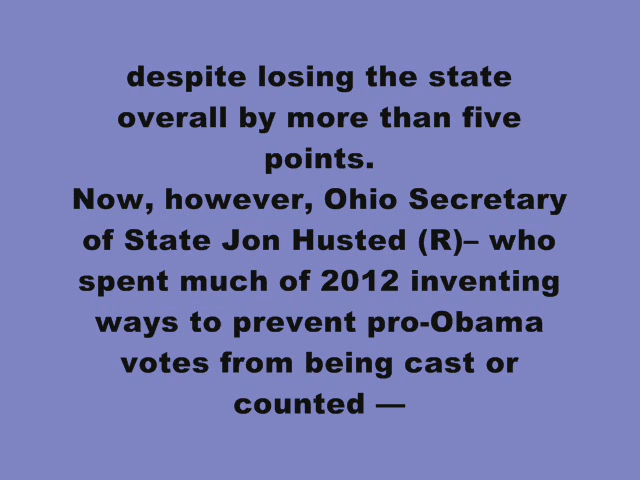 despite losing the state
overall by more than five
points.
Now, however, Ohio Secretary
of State Jon Husted (R)– who
spent much of 2012 inventing
ways to prevent pro-Obama
votes from being cast or
counted —